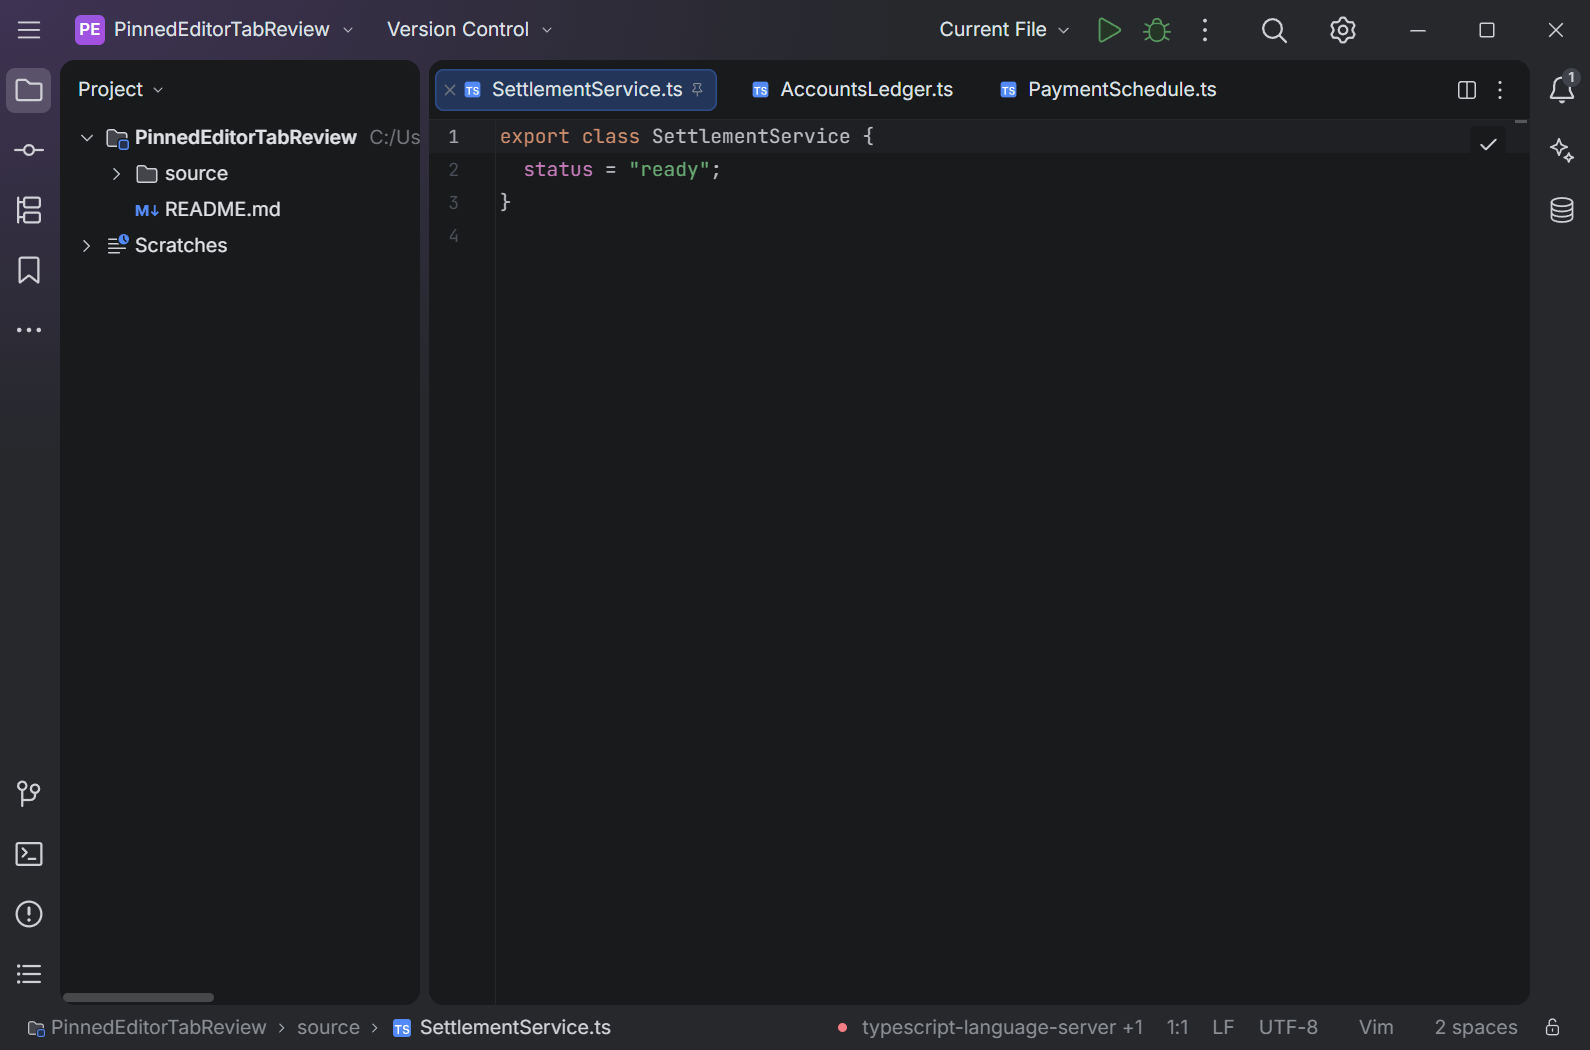 PE PinnedEditorTabReview Version Control Current File
Project
SettlementService.ts AccountsLedger.ts PaymentSchedule.ts
1
PinnedEditorTabReview C:/Us
source
M↓ README.md
Scratches
1 export class SettlementService {
2 status = "ready";
3 }
4
PinnedEditorTabReview › source › TS SettlementService.ts typescript-language-server +1 1:1 LF UTF-8 Vim 2 spaces